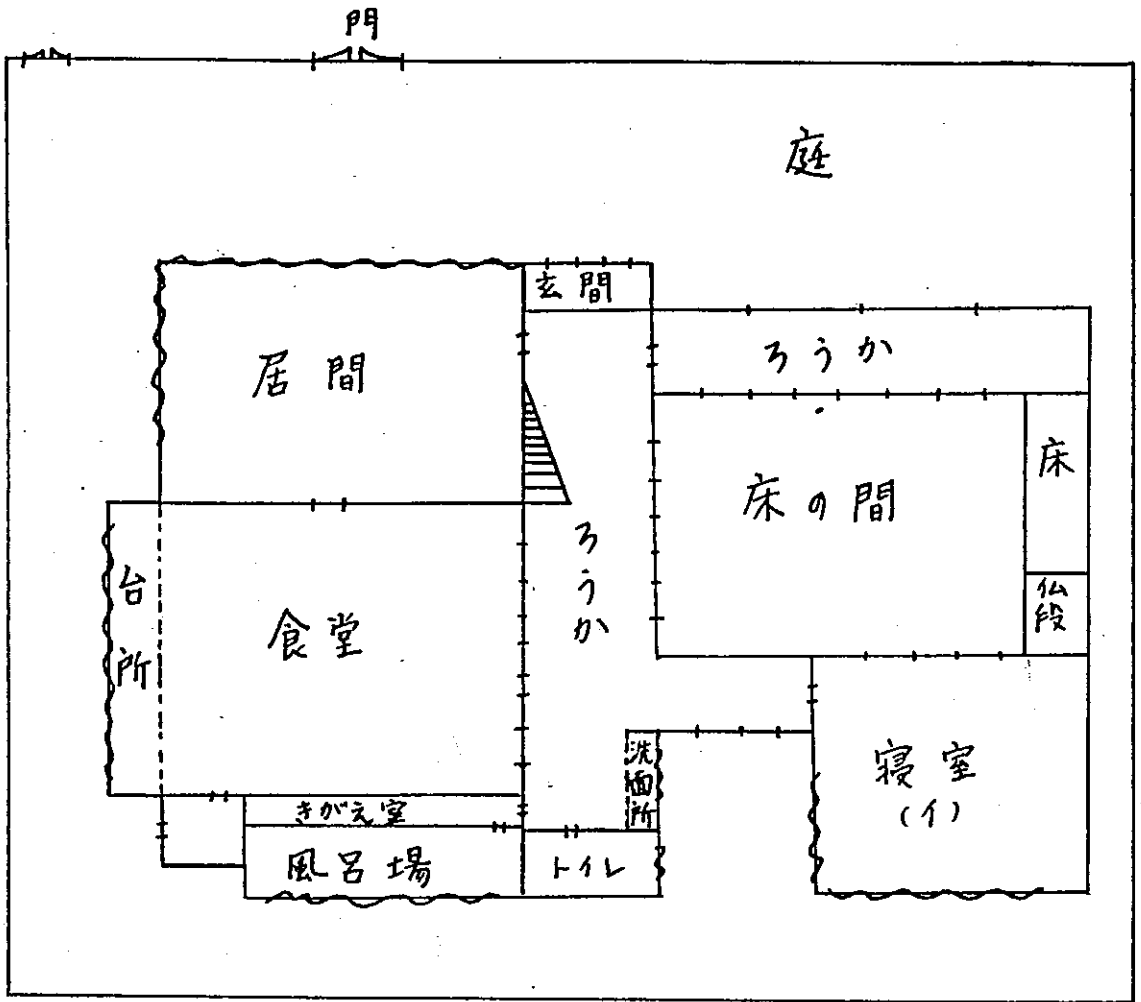 門
庭
玄間
ろうか
居間
床の間
床
仏段
ろうか
台所
食堂
洗面所
寝室
(イ)
きがえ室
風呂場
トイレ